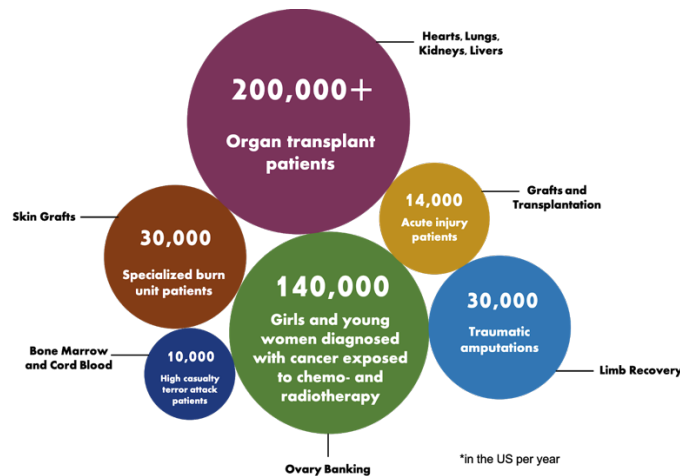 Hearts, Lungs,
Kidneys, Livers
200,000+
Organ transplant
patients
Grafts and
Transplantation
14,000
Acute injury
patients
Skin Grafts
30,000
Specialized burn
unit patients
140,000
Girls and young
women diagnosed
with cancer exposed
to chemo- and
radiotherapy
30,000
Traumatic
amputations
Bone Marrow
and Cord Blood
10,000
High casualty
terror attack
patients
Limb Recovery
*in the US per year
Ovary Banking